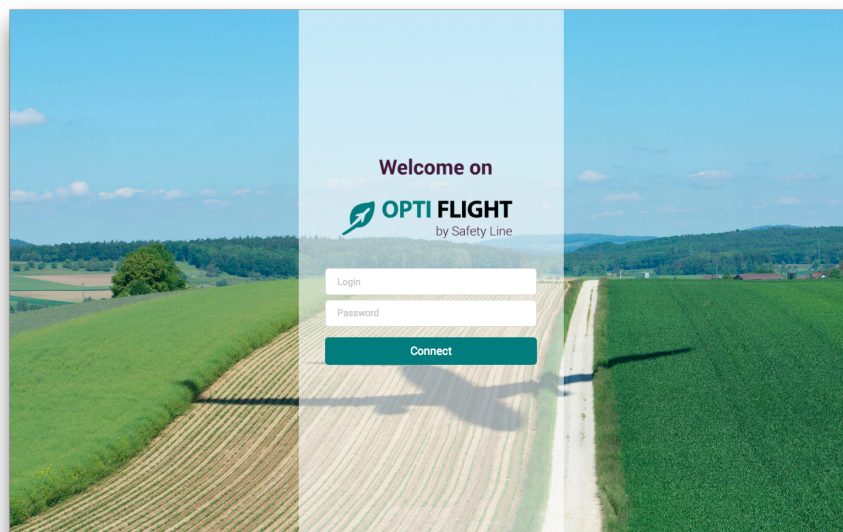 Welcome on
OPTI FLIGHT
by Safety Line
Login
Password
Connect